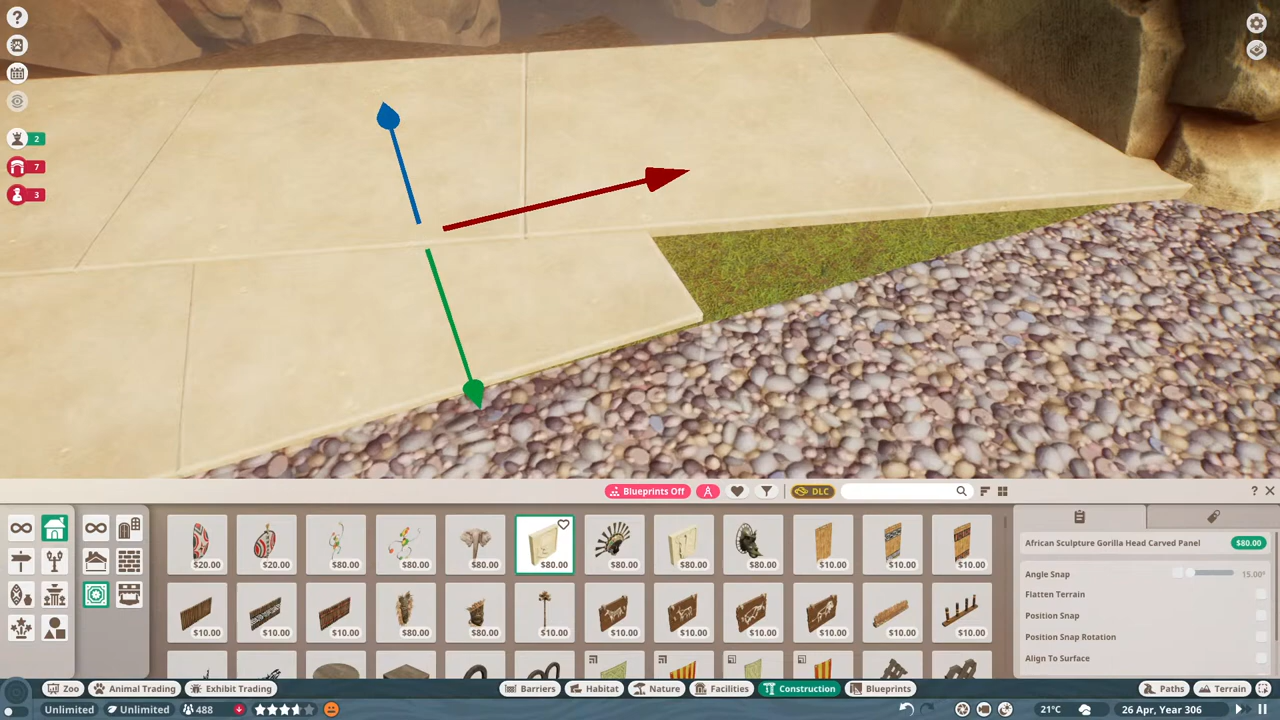 ?
2
7
3
Blueprints Off
DLC
? ×
$20.00 $20.00 $80.00 $80.00 $80.00 $80.00 $80.00 $80.00 $80.00 $10.00 $10.00 $10.00
$10.00 $10.00 $10.00 $80.00 $80.00 $10.00 $10.00 $10.00 $10.00 $10.00 $10.00 $10.00
African Sculpture Gorilla Head Carved Panel $80.00
Angle Snap 15.00°
Flatten Terrain
Position Snap
Position Snap Rotation
Align To Surface
Zoo Animal Trading Exhibit Trading Barriers Habitat Nature Facilities Construction Blueprints Paths Terrain
Unlimited Unlimited 488 21°C 26 Apr, Year 306